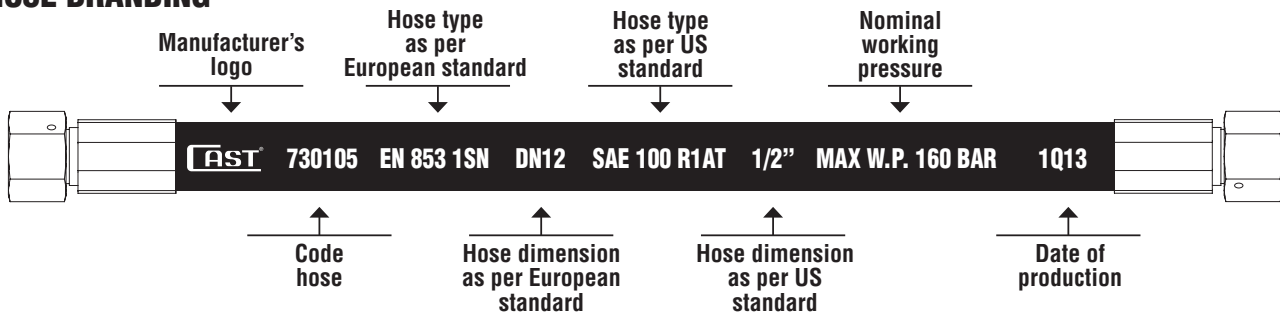 HOSE BRANDING
Manufacturer's
logo
Hose type
as per
European standard
Hose type
as per US
standard
Nominal
working
pressure
CAST® 730105 EN 853 1SN DN12 SAE 100 R1AT 1/2” MAX W.P. 160 BAR 1Q13
Code
hose
Hose dimension
as per European
standard
Hose dimension
as per US
standard
Date of
production